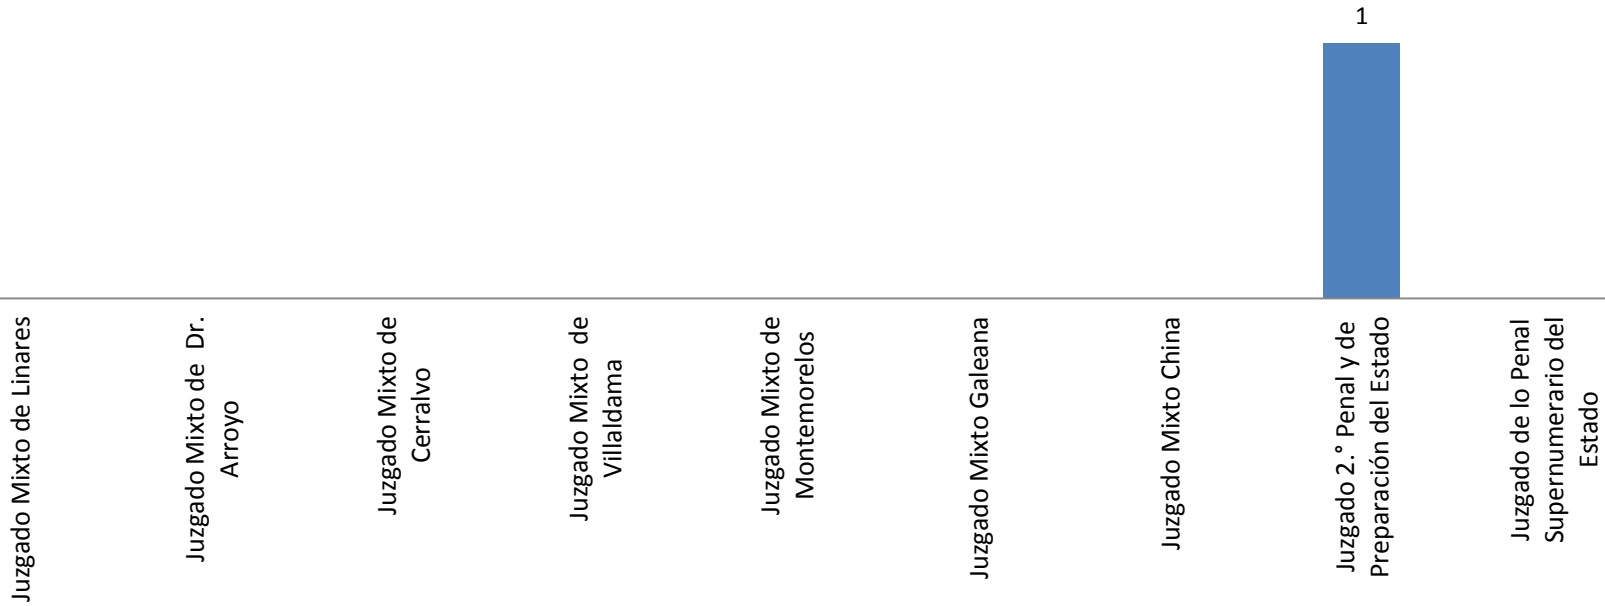 1
Juzgado Mixto de Linares
Juzgado Mixto de  Dr.
Arroyo
Juzgado Mixto de
Cerralvo
Juzgado Mixto  de
Villaldama
Juzgado Mixto de
Montemorelos
Juzgado Mixto Galeana
Juzgado Mixto China
Juzgado 2.° Penal y de
Preparación del Estado
Juzgado de lo Penal
Supernumerario del
Estado